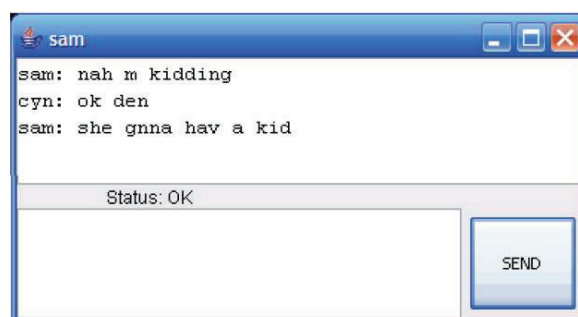 sam
sam: nah m kidding
cyn: ok den
sam: she gnna hav a kid
Status: OK
SEND